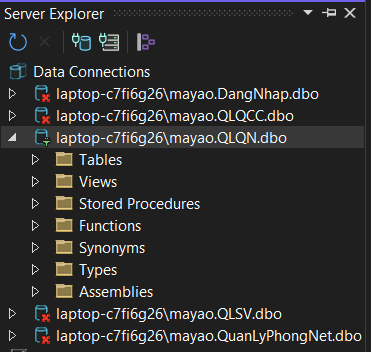 Server Explorer
Data Connections
laptop-c7fi6g26\mayao.DangNhap.dbo
laptop-c7fi6g26\mayao.QLQCC.dbo
laptop-c7fi6g26\mayao.QLQN.dbo
Tables
Views
Stored Procedures
Functions
Synonyms
Types
Assemblies
laptop-c7fi6g26\mayao.QLSV.dbo
laptop-c7fi6g26\mayao.QuanLyPhongNet.dbo